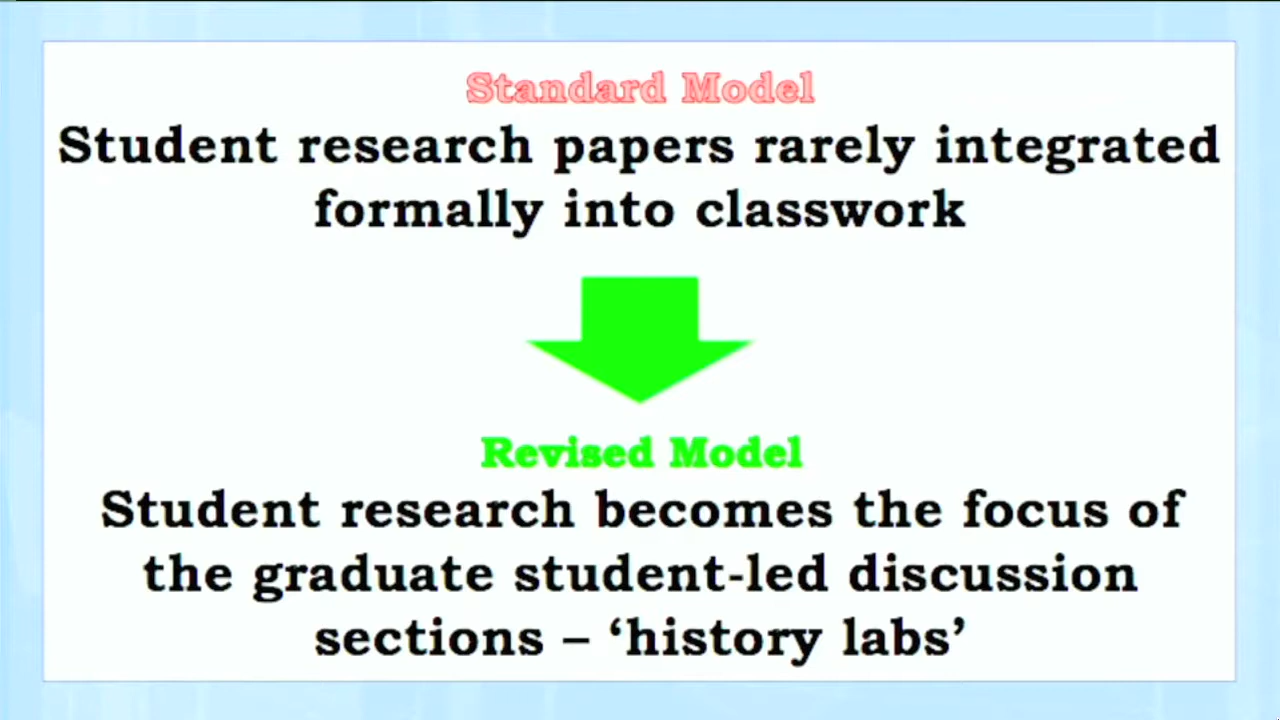 Standard Model
Student research papers rarely integrated
formally into classwork
Revised Model
Student research becomes the focus of
the graduate student-led discussion
sections – ‘history labs’